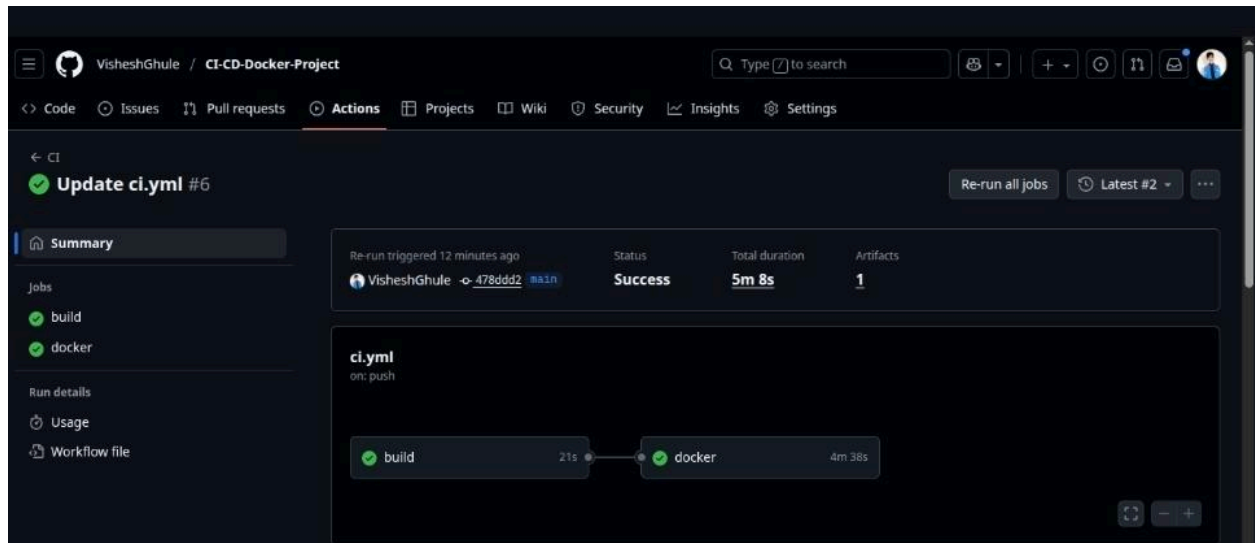 VisheshGhule / CI-CD-Docker-Project
Type / to search
Code Issues Pull requests Actions Projects Wiki Security Insights Settings
← CI
Update ci.yml #6
Re-run all jobs
Latest #2
Summary
Jobs
build
docker
Run details
Usage
Workflow file
Re-run triggered 12 minutes ago
VisheshGhule 478ddd2 main
Status
Success
Total duration
5m 8s
Artifacts
1
ci.yml
on: push
build 21s
docker 4m 38s